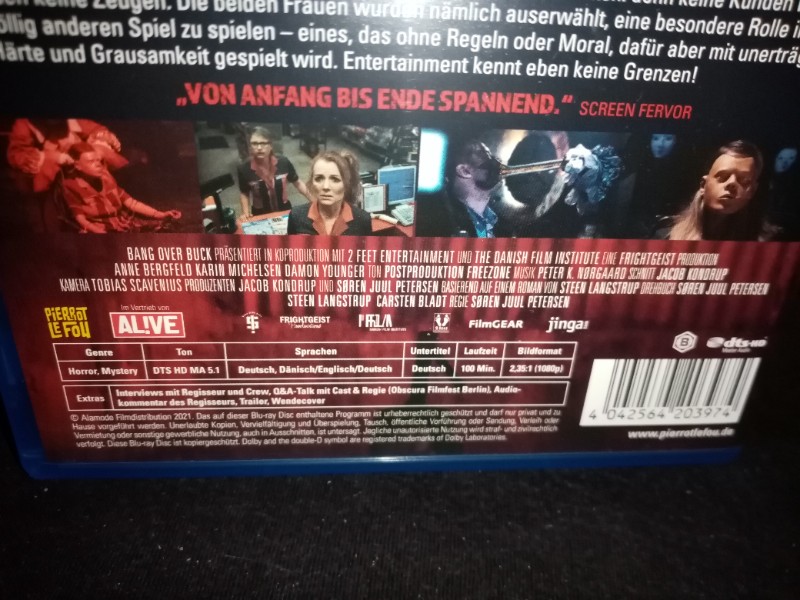 keine Zeugen. Die beiden Frauen wurden nämlich auserwählt, eine besondere Rolle
völlig anderen Spiel zu spielen – eines, das ohne Regeln oder Moral, dafür aber mit
Härte und Grausamkeit gespielt wird. Entertainment kennt eben keine Grenzen!
„VON ANFANG BIS ENDE SPANNEND.“ SCREEN FERVOR
BANG OVER BUCK PRÄSENTIERT IN KOPRODUKTION MIT 2 FEET ENTERTAINMENT UND THE DANISH FILM INSTITUTE EINE FRIGHTGEIST PRODUKTION
ANNE BERGFELD KARIN MICHELSEN DAMON YOUNGER TON POSTPRODUKTION FREEZONE MUSIK PETER K. NØRGAARD SCHNITT JACOB KONDRUP
KAMERA TOBIAS SCAVENIUS PRODUZENTEN JACOB KONDRUP UND SØREN JUUL PETERSEN BASIEREND AUF EINEM ROMAN VON STEEN LANGSTRUP DREHBUCH SØREN JUUL PETERSEN
STEEN LANGSTRUP CARSTEN BLADT REGIE SØREN JUUL PETERSEN
PIERROT LE FOU
Im Vertrieb von
AL!VE
FRIGHTGEIST
FILMGEAR
jinga!
B
dts-HD
Master Audio
Genre Ton Sprachen Untertitel Laufzeit Bildformat
Horror, Mystery DTS HD MA 5.1 Deutsch, Dänisch/Englisch/Deutsch Deutsch 100 Min. 2,35:1 (1080p)
Extras Interviews mit Regisseur und Crew, Q&A-Talk mit Cast & Regie (Obscura Filmfest Berlin), Audio-
kommentar des Regisseurs, Trailer, Wendecover
© Alamode Filmdistribution 2021. Das auf dieser Blu-ray Disc enthaltene Programm ist urheberrechtlich geschützt und darf nur privat und zu
Hause vorgeführt werden. Unerlaubte Kopien, Vervielfältigung und Überspielung, Tausch, öffentliche Vorführung oder Sendung, Verleih oder
Vermietung oder sonstige gewerbliche Nutzung, auch in Ausschnitten, ist untersagt. Jegliche unautorisierte Nutzung wird straf- und zivilrechtlich
verfolgt. Diese Blu-ray Disc ist kopiergeschützt. Dolby and the double-D symbol are registered trademarks of Dolby Laboratories.
4 042564 203974
www.pierrotlefou.de